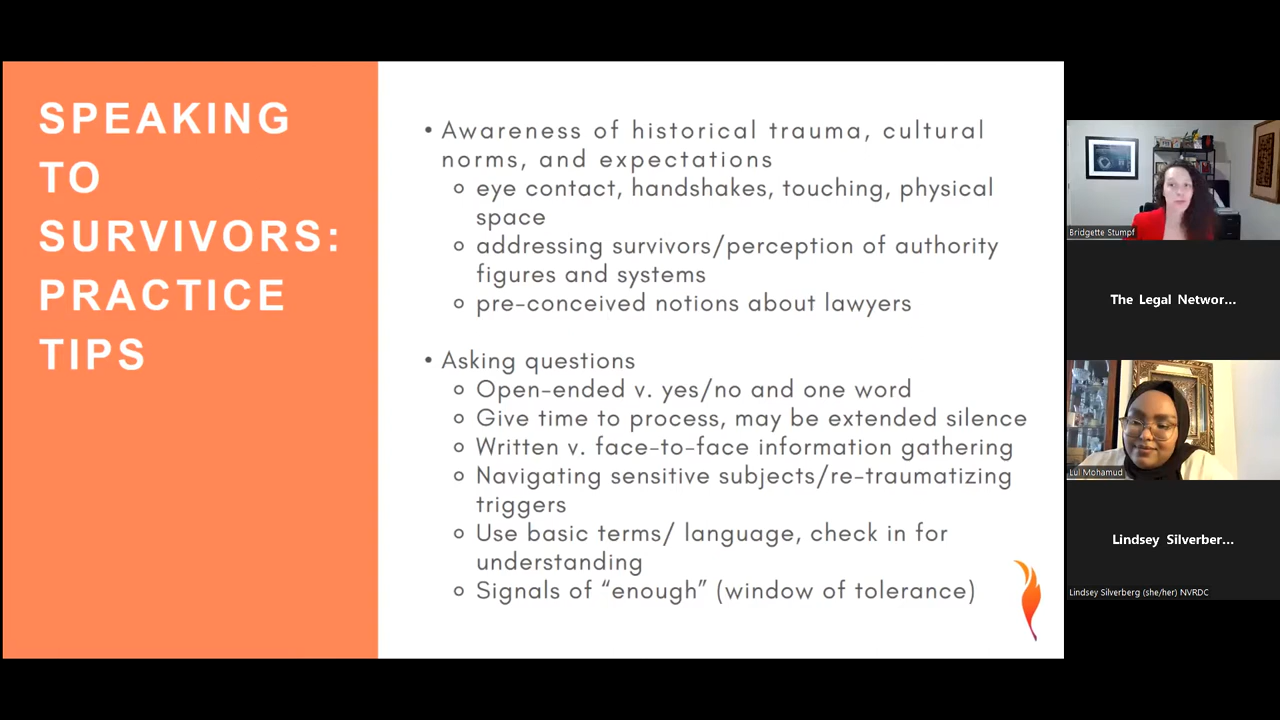 SPEAKING
TO
SURVIVORS:
PRACTICE
TIPS
• Awareness of historical trauma, cultural
norms, and expectations
eye contact, handshakes, touching, physical
space
addressing survivors/perception of authority
figures and systems
pre-conceived notions about lawyers
• Asking questions
Open-ended v. yes/no and one word
Give time to process, may be extended silence
Written v. face-to-face information gathering
Navigating sensitive subjects/re-traumatizing
triggers
Use basic terms/ language, check in for
understanding
Signals of “enough” (window of tolerance)
Bridgette Stumpf
The Legal Networ...
Lul Mohamud
Lindsey Silverber...
Lindsey Silverberg (she/her) NVRDC